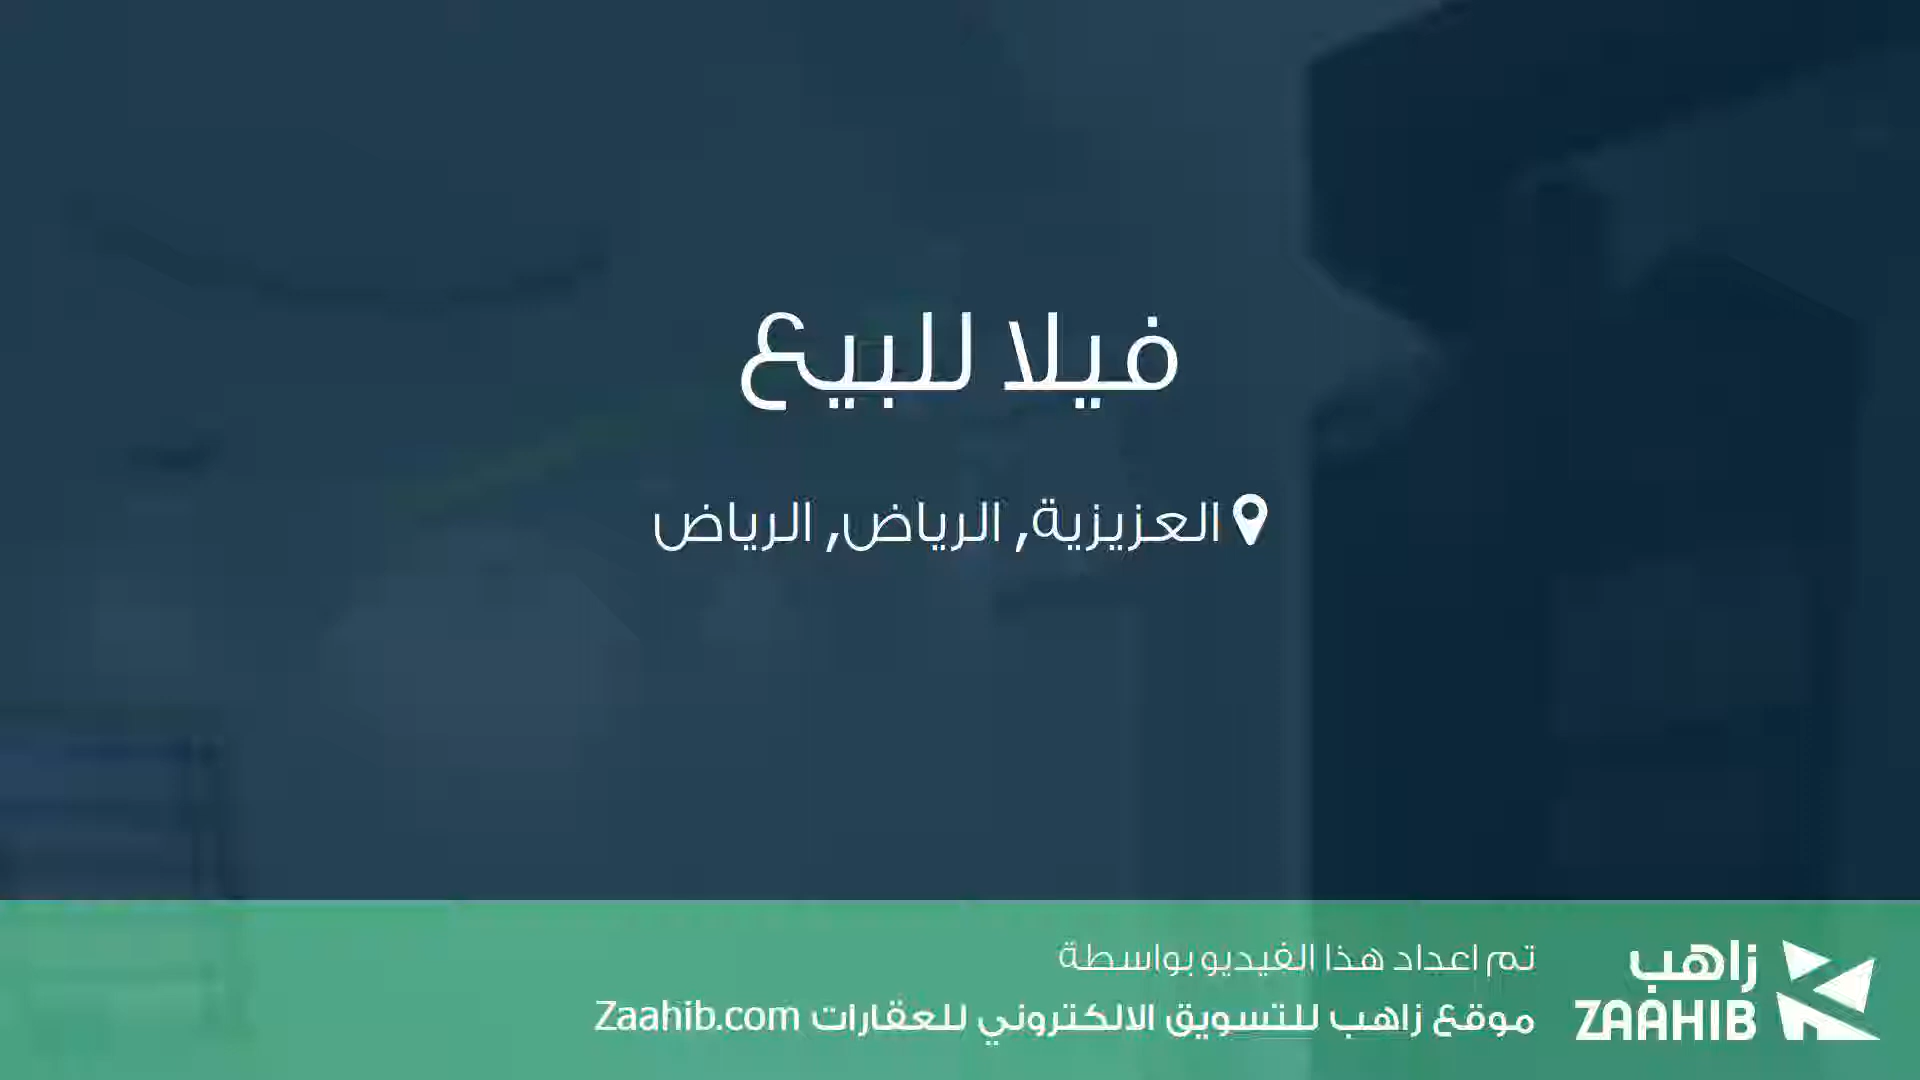 فيلا للبيع
العزيزية, الرياض, الرياض
تم اعداد هذا الفيديو بواسطة
موقع زاهب للتسويق الالكتروني للعقارات Zaahib.com
زاهب
ZAAHIB